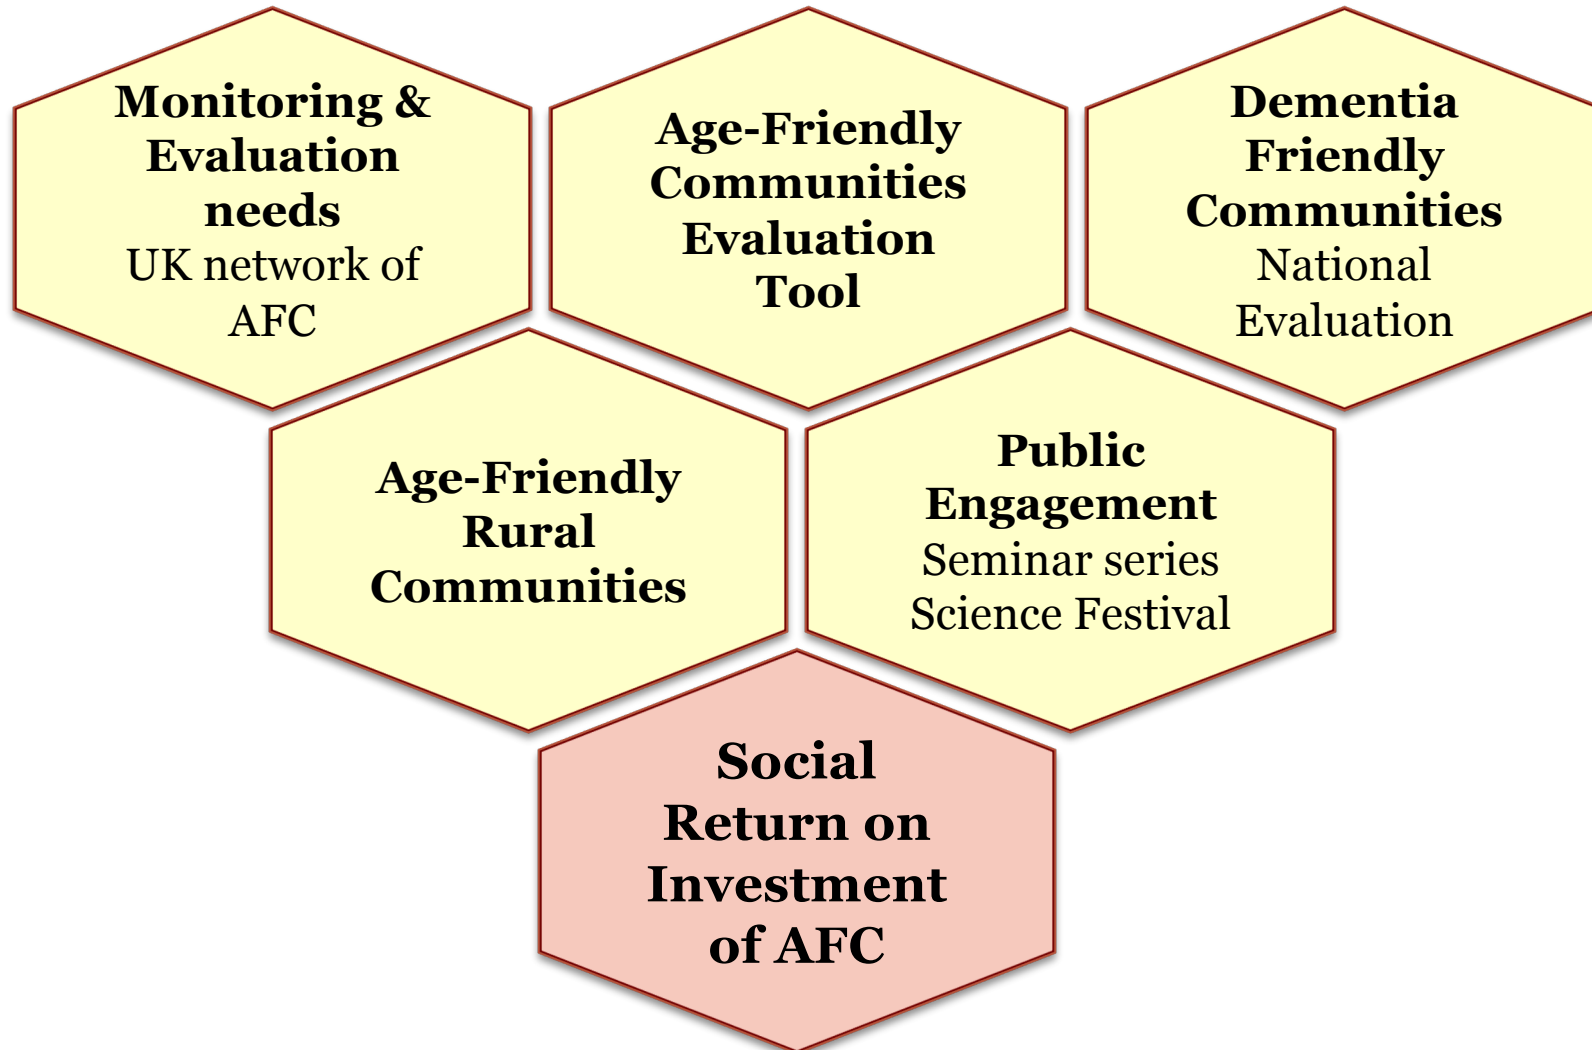 Monitoring &
Evaluation
needs
UK network of
AFC
Age-Friendly
Communities
Evaluation
Tool
Dementia
Friendly
Communities
National
Evaluation
Age-Friendly
Rural
Communities
Public
Engagement
Seminar series
Science Festival
Social
Return on
Investment
of AFC